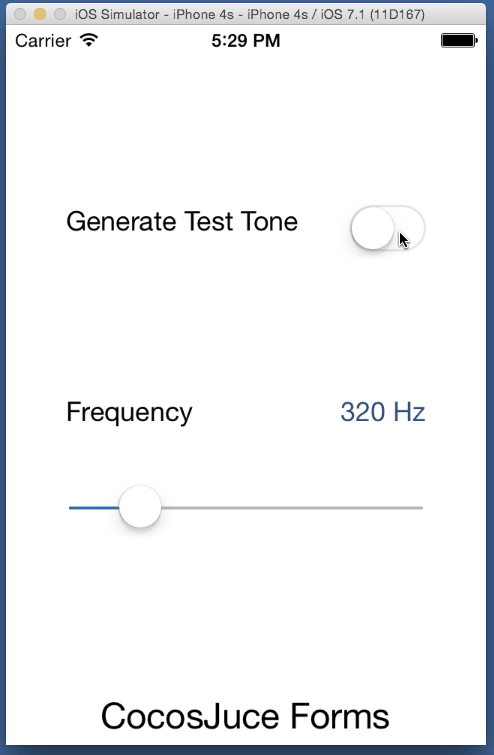 iOS Simulator - iPhone 4s - iPhone 4s / iOS 7.1 (11D167)
Carrier 5:29 PM
Generate Test Tone
Frequency 320 Hz
CocosJuce Forms